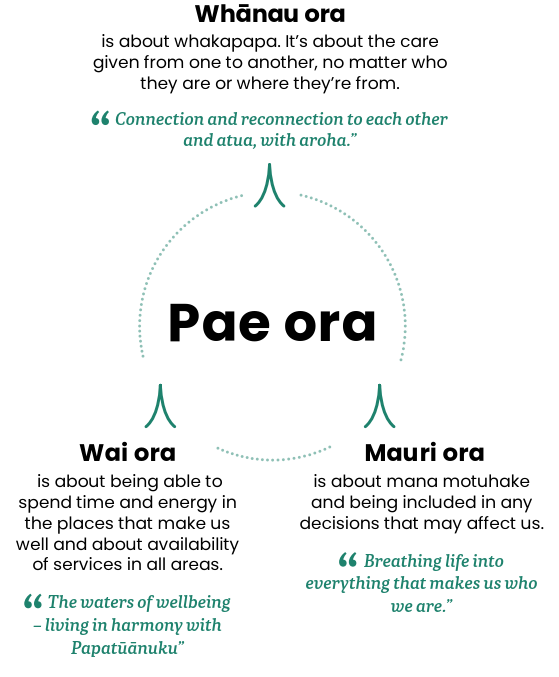 Whānau ora
is about whakapapa. It’s about the care
given from one to another, no matter who
they are or where they’re from.
“ Connection and reconnection to each other
and atua, with aroha.”
Pae ora
Wai ora
is about being able to
spend time and energy in
the places that make us
well and about availability
of services in all areas.
“ The waters of wellbeing
– living in harmony with
Papatūānuku”
Mauri ora
is about mana motuhake
and being included in any
decisions that may affect us.
“ Breathing life into
everything that makes us who
we are.”